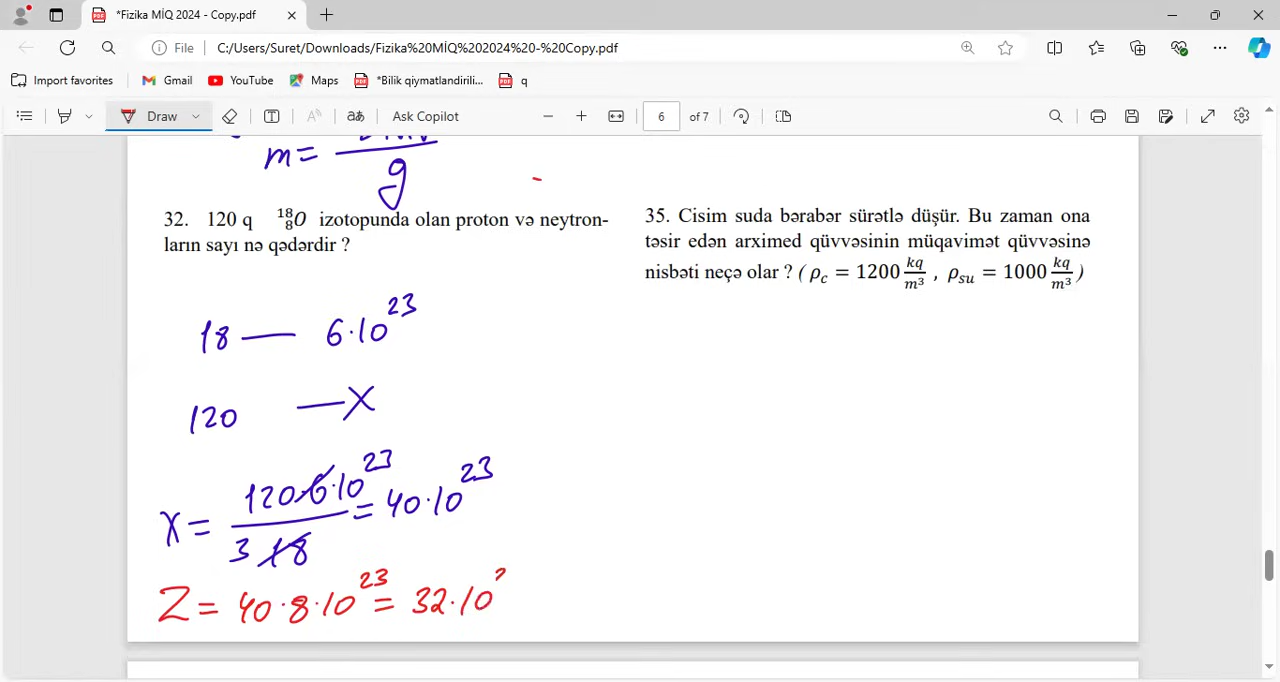 *Fizika MİQ 2024 - Copy.pdf
File C:/Users/Suret/Downloads/Fizika%20MİQ%202024%20-%20Copy.pdf
Import favorites Gmail YouTube Maps *Bilik qiymatlandirili... q
Draw aあ Ask Copilot 6 of 7
m=
g
32. 120 q ¹⁸₈O izotopunda olan proton və neytron-
ların sayı nə qədərdir ?
18 — 6·10²³
120 — X
X = 120·6·10²³ / 3 18 = 40·10²³
Z = 40·8·10²³ = 32·10
35. Cisim suda bərabər sürətlə düşür. Bu zaman ona
təsir edən arximed qüvvəsinin müqavimət qüvvəsinə
nisbəti neçə olar ? ( ρc = 1200 kq/m³ , ρsu = 1000 kq/m³ )